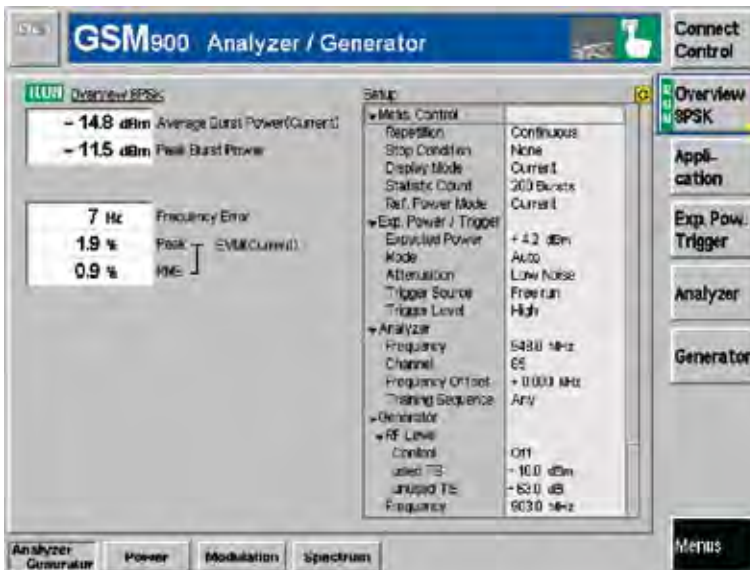 GSM900 Analyzer / Generator
Connect Control
Overview 8PSK
Setup
- 14.8 dBm Average Burst Power(Current)
- 11.5 dBm Peak Burst Power
7 Hz Frequency Error
1.9 % Peak EVM(Current)
0.9 % RMS
Meas. Control
Repetition Continuous
Stop Condition None
Display Mode Current
Statistic Count 200 Bursts
Ref. Power Mode Current
Exp. Power / Trigger
Expected Power + 4.2 dBm
Mode Auto
Attenuation Low Noise
Trigger Source Free run
Trigger Level High
Analyzer
Frequency MHz
Channel 65
Frequency Offset + 0.000 kHz
Training Sequence Any
Generator
RF Level
Control Off
used TS - 10.0 dBm
unused TS - 63.0 dB
Frequency 903.0 MHz
Overview 8PSK
Appli- cation
Exp. Pow. Trigger
Analyzer
Generator
Menus
Analyzer Generator
Power
Modulation
Spectrum